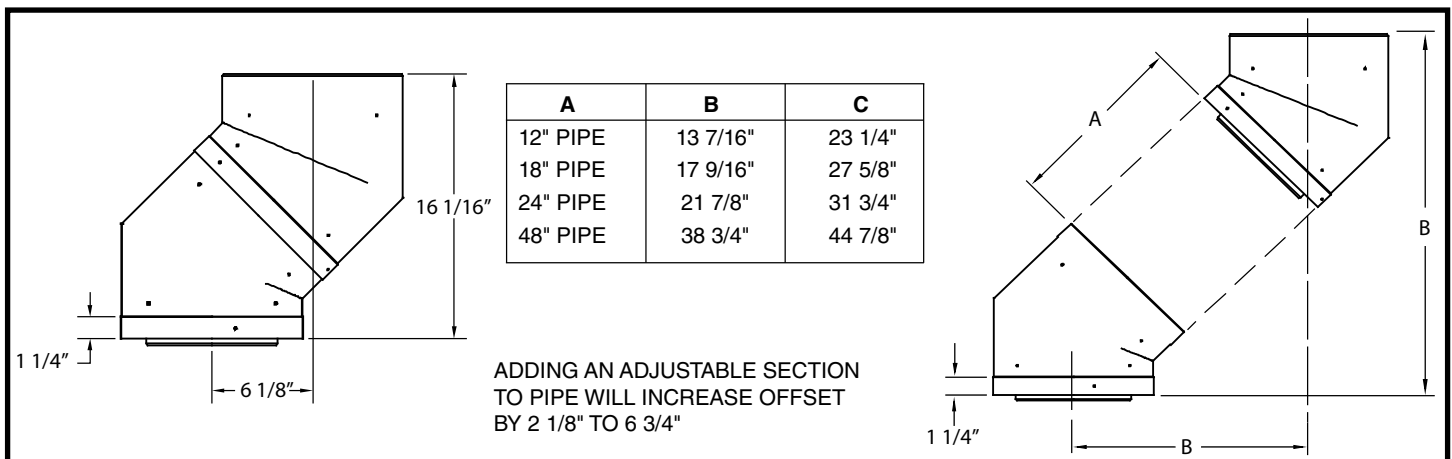 16 1/16”
1 1/4”
6 1/8”
A B C
12" PIPE 13 7/16" 23 1/4"
18" PIPE 17 9/16" 27 5/8"
24" PIPE 21 7/8" 31 3/4"
48" PIPE 38 3/4" 44 7/8"
ADDING AN ADJUSTABLE SECTION
TO PIPE WILL INCREASE OFFSET
BY 2 1/8" TO 6 3/4"
A
B
1 1/4”
B